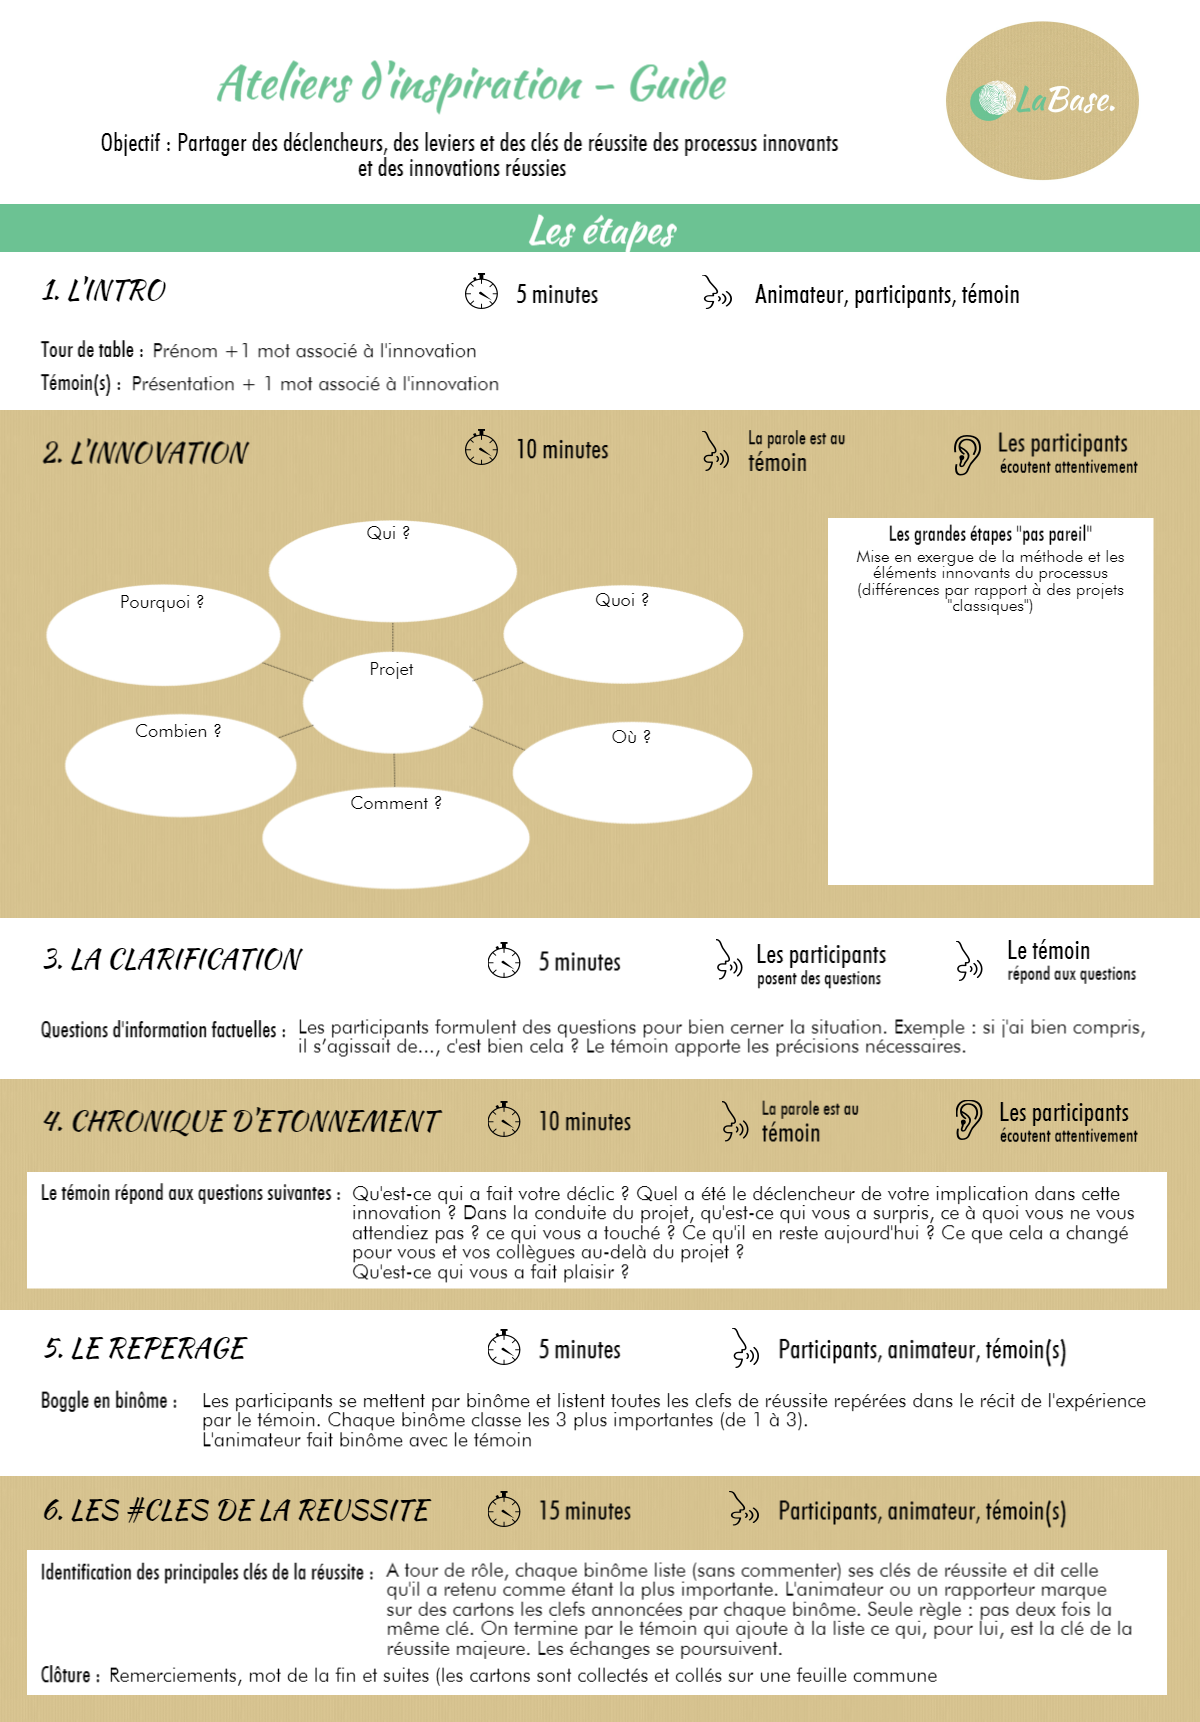 Ateliers d'inspiration - Guide
LaBase.
Objectif : Partager des déclencheurs, des leviers et des clés de réussite des processus innovants
et des innovations réussies
Les étapes
1. L'INTRO
5 minutes
Animateur, participants, témoin
Tour de table : Prénom +1 mot associé à l'innovation
Témoin(s) : Présentation + 1 mot associé à l'innovation
2. L'INNOVATION
10 minutes
La parole est au
témoin
Les participants
écoutent attentivement
Qui ?
Pourquoi ?
Quoi ?
Projet
Combien ?
Où ?
Comment ?
Les grandes étapes "pas pareil"
Mise en exergue de la méthode et les
éléments innovants du processus
(différences par rapport à des projets
"classiques")
3. LA CLARIFICATION
5 minutes
Les participants
posent des questions
Le témoin
répond aux questions
Questions d'information factuelles : Les participants formulent des questions pour bien cerner la situation. Exemple : si j'ai bien compris,
il s'agissait de..., c'est bien cela ? Le témoin apporte les précisions nécessaires.
4. CHRONIQUE D'ETONNEMENT
10 minutes
La parole est au
témoin
Les participants
écoutent attentivement
Le témoin répond aux questions suivantes : Qu'est-ce qui a fait votre déclic ? Quel a été le déclencheur de votre implication dans cette
innovation ? Dans la conduite du projet, qu'est-ce qui vous a surpris, ce à quoi vous ne vous
attendiez pas ? ce qui vous a touché ? Ce qu'il en reste aujourd'hui ? Ce que cela a changé
pour vous et vos collègues au-delà du projet ?
Qu'est-ce qui vous a fait plaisir ?
5. LE REPERAGE
5 minutes
Participants, animateur, témoin(s)
Boggle en binôme : Les participants se mettent par binôme et listent toutes les clefs de réussite repérées dans le récit de l'expérience
par le témoin. Chaque binôme classe les 3 plus importantes (de 1 à 3).
L'animateur fait binôme avec le témoin
6. LES #CLES DE LA REUSSITE
15 minutes
Participants, animateur, témoin(s)
Identification des principales clés de la réussite : A tour de rôle, chaque binôme liste (sans commenter) ses clés de réussite et dit celle
qu'il a retenu comme étant la plus importante. L'animateur ou un rapporteur marque
sur des cartons les clefs annoncées par chaque binôme. Seule règle : pas deux fois la
même clé. On termine par le témoin qui ajoute à la liste ce qui, pour lui, est la clé de la
réussite majeure. Les échanges se poursuivent.
Clôture : Remerciements, mot de la fin et suites (les cartons sont collectés et collés sur une feuille commune